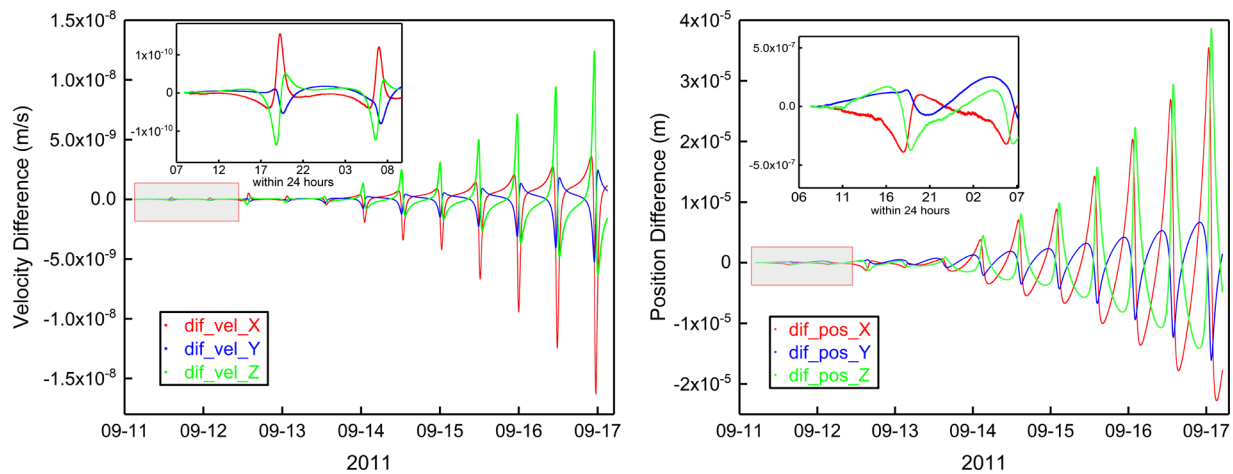 Velocity Difference (m/s)
1.5x10⁻⁸
1.0x10⁻⁸
5.0x10⁻⁹
0.0
-5.0x10⁻⁹
-1.0x10⁻⁸
-1.5x10⁻⁸
1x10⁻¹⁰
0
-1x10⁻¹⁰
07 12 17 22 03 08
within 24 hours
dif_vel_X
dif_vel_Y
dif_vel_Z
09-11 09-12 09-13 09-14 09-15 09-16 09-17
2011
Position Difference (m)
4x10⁻⁵
3x10⁻⁵
2x10⁻⁵
1x10⁻⁵
0
-1x10⁻⁵
-2x10⁻⁵
5.0x10⁻⁷
0.0
-5.0x10⁻⁷
06 11 16 21 02 07
within 24 hours
dif_pos_X
dif_pos_Y
dif_pos_Z
09-11 09-12 09-13 09-14 09-15 09-16 09-17
2011